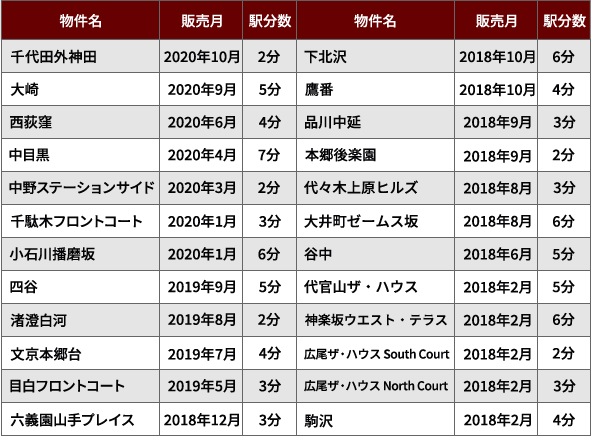 物件名 販売月 駅分数 物件名 販売月 駅分数
千代田外神田 2020年10月 2分 下北沢 2018年10月 6分
大崎 2020年9月 5分 鷹番 2018年10月 4分
西荻窪 2020年6月 4分 品川中延 2018年9月 3分
中目黒 2020年4月 7分 本郷後楽園 2018年9月 2分
中野ステーションサイド 2020年3月 2分 代々木上原ヒルズ 2018年8月 3分
千駄木フロントコート 2020年1月 3分 大井町ゼームス坂 2018年8月 6分
小石川播磨坂 2020年1月 6分 谷中 2018年6月 5分
四谷 2019年9月 5分 代官山ザ・ハウス 2018年2月 5分
渚澄白河 2019年8月 2分 神楽坂ウエスト・テラス 2018年2月 6分
文京本郷台 2019年7月 4分 広尾ザ・ハウス South Court 2018年2月 2分
目白フロントコート 2019年5月 3分 広尾ザ・ハウス North Court 2018年2月 3分
六義園山手プレイス 2018年12月 3分 駒沢 2018年2月 4分